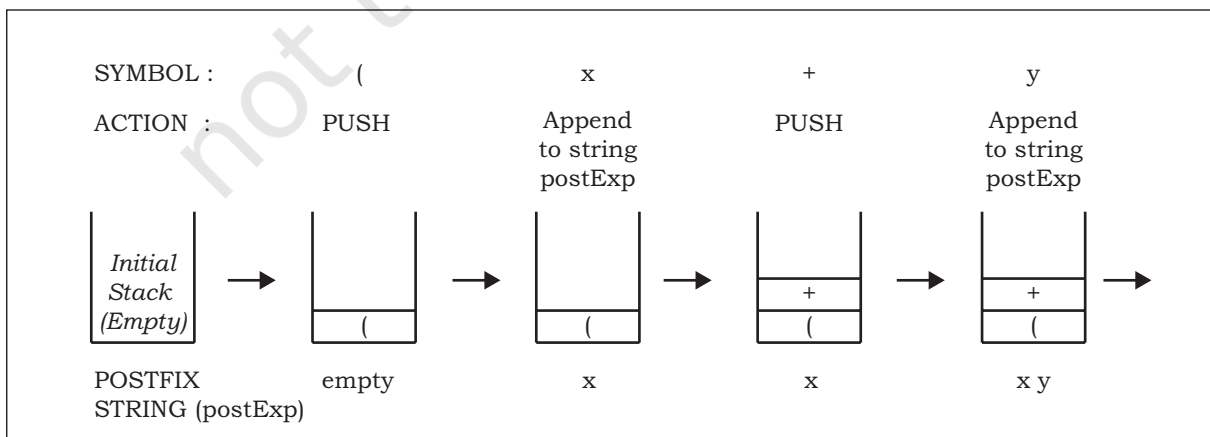 not t
SYMBOL : ( x + y
ACTION : PUSH Append PUSH Append
to string to string
postExp postExp
Initial
Stack
(Empty)
+ +
( ( ( (
POSTFIX empty x x x y
STRING (postExp)